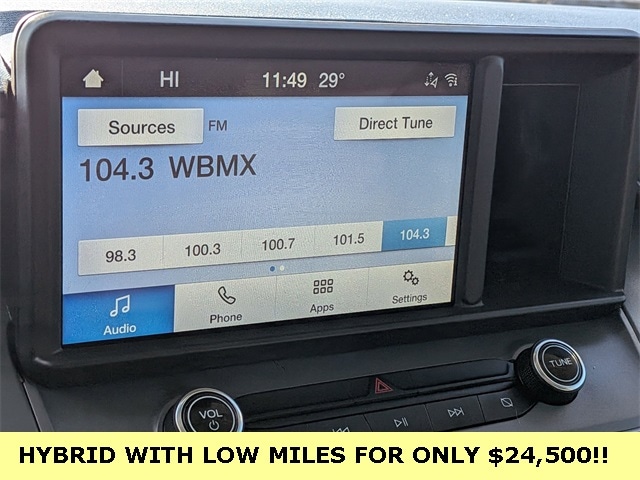 HI 11:49 29°
Sources FM Direct Tune
104.3 WBMX
98.3 100.3 100.7 101.5 104.3
Audio Phone Apps Settings
VOL TUNE
HYBRID WITH LOW MILES FOR ONLY $24,500!!